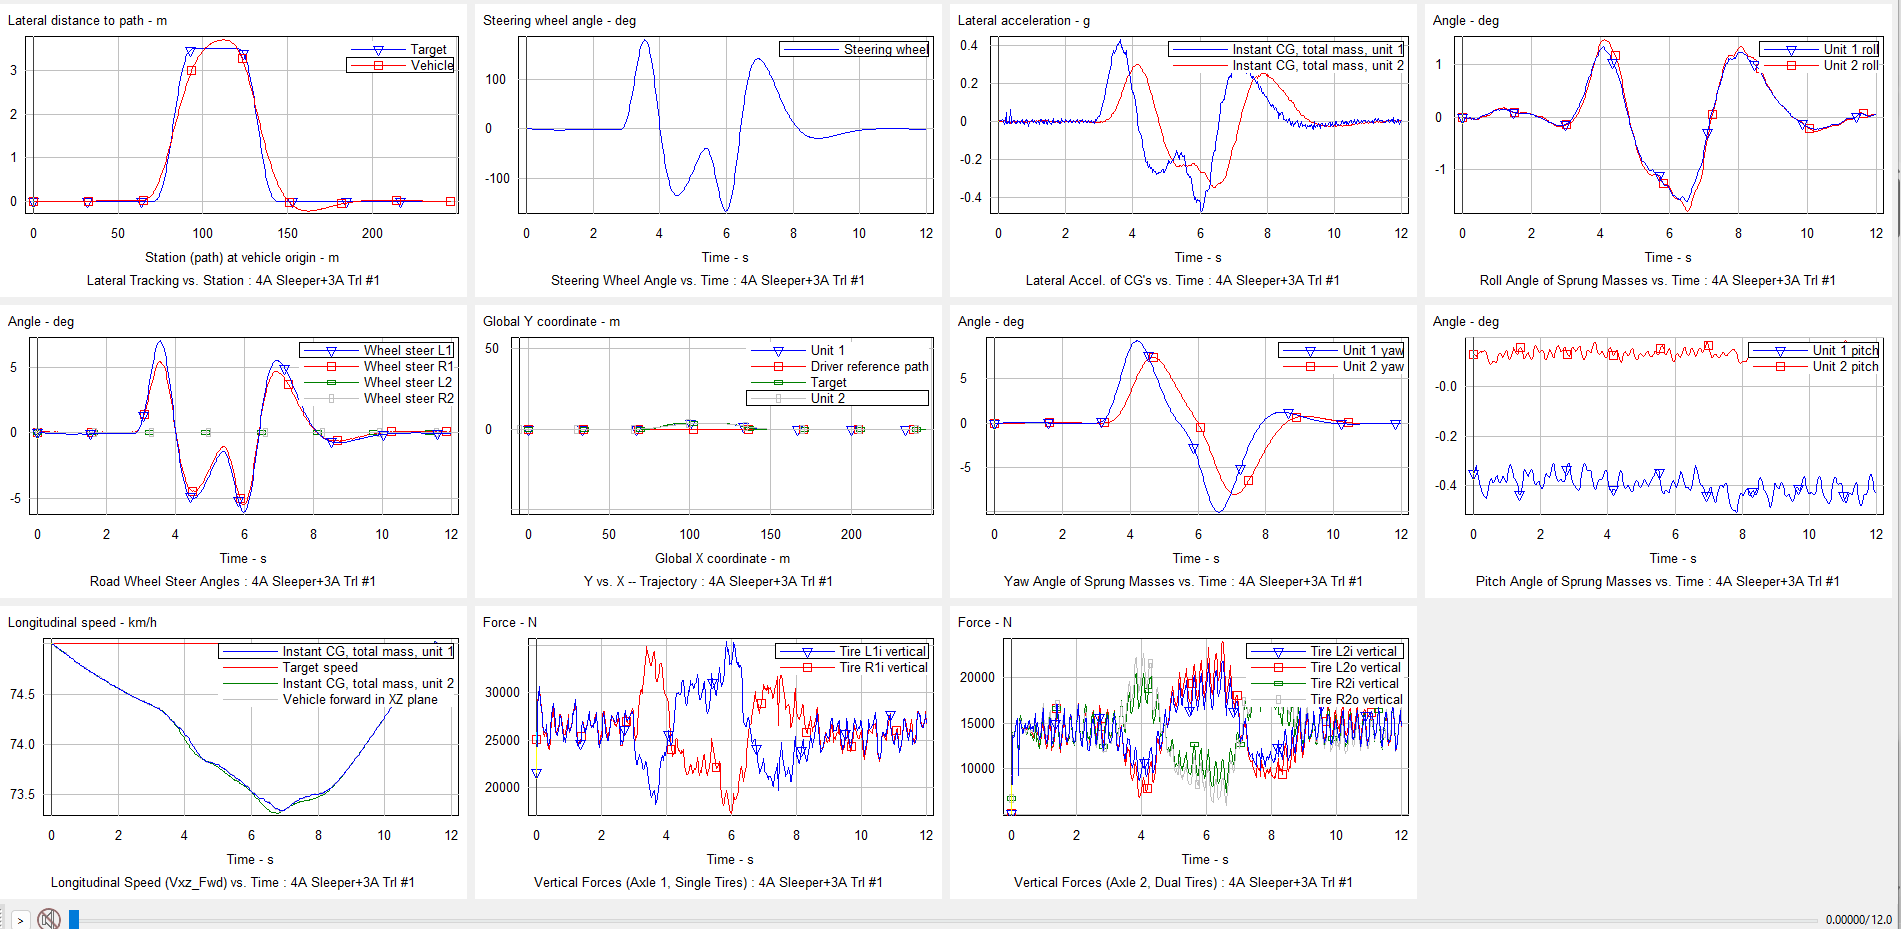 Lateral distance to path - m
Target
Vehicle
3
2
1
0
0 50 100 150 200
Station (path) at vehicle origin - m
Lateral Tracking vs. Station : 4A Sleeper+3A Trl #1
Steering wheel angle - deg
Steering wheel
100
0
-100
0 2 4 6 8 10 12
Time - s
Steering Wheel Angle vs. Time : 4A Sleeper+3A Trl #1
Lateral acceleration - g
Instant CG, total mass, unit 1
Instant CG, total mass, unit 2
0.4
0.2
0
-0.2
-0.4
0 2 4 6 8 10 12
Time - s
Lateral Accel. of CG's vs. Time : 4A Sleeper+3A Trl #1
Angle - deg
Unit 1 roll
Unit 2 roll
1
0
-1
0 2 4 6 8 10 12
Time - s
Roll Angle of Sprung Masses vs. Time : 4A Sleeper+3A Trl #1
Angle - deg
Wheel steer L1
Wheel steer R1
Wheel steer L2
Wheel steer R2
5
0
-5
0 2 4 6 8 10 12
Time - s
Road Wheel Steer Angles : 4A Sleeper+3A Trl #1
Global Y coordinate - m
Unit 1
Driver reference path
Target
Unit 2
50
0
0 50 100 150 200
Global X coordinate - m
Y vs. X -- Trajectory : 4A Sleeper+3A Trl #1
Angle - deg
Unit 1 yaw
Unit 2 yaw
5
0
-5
0 2 4 6 8 10 12
Time - s
Yaw Angle of Sprung Masses vs. Time : 4A Sleeper+3A Trl #1
Angle - deg
Unit 1 pitch
Unit 2 pitch
-0.0
-0.2
-0.4
0 2 4 6 8 10 12
Time - s
Pitch Angle of Sprung Masses vs. Time : 4A Sleeper+3A Trl #1
Longitudinal speed - km/h
Instant CG, total mass, unit 1
Target speed
Instant CG, total mass, unit 2
Vehicle forward in XZ plane
74.5
74.0
73.5
0 2 4 6 8 10 12
Time - s
Longitudinal Speed (Vxz_Fwd) vs. Time : 4A Sleeper+3A Trl #1
Force - N
Tire L1i vertical
Tire R1i vertical
30000
25000
20000
0 2 4 6 8 10 12
Time - s
Vertical Forces (Axle 1, Single Tires) : 4A Sleeper+3A Trl #1
Force - N
Tire L2i vertical
Tire L2o vertical
Tire R2i vertical
Tire R2o vertical
20000
15000
10000
0 2 4 6 8 10 12
Time - s
Vertical Forces (Axle 2, Dual Tires) : 4A Sleeper+3A Trl #1
> 0.00000/12.0